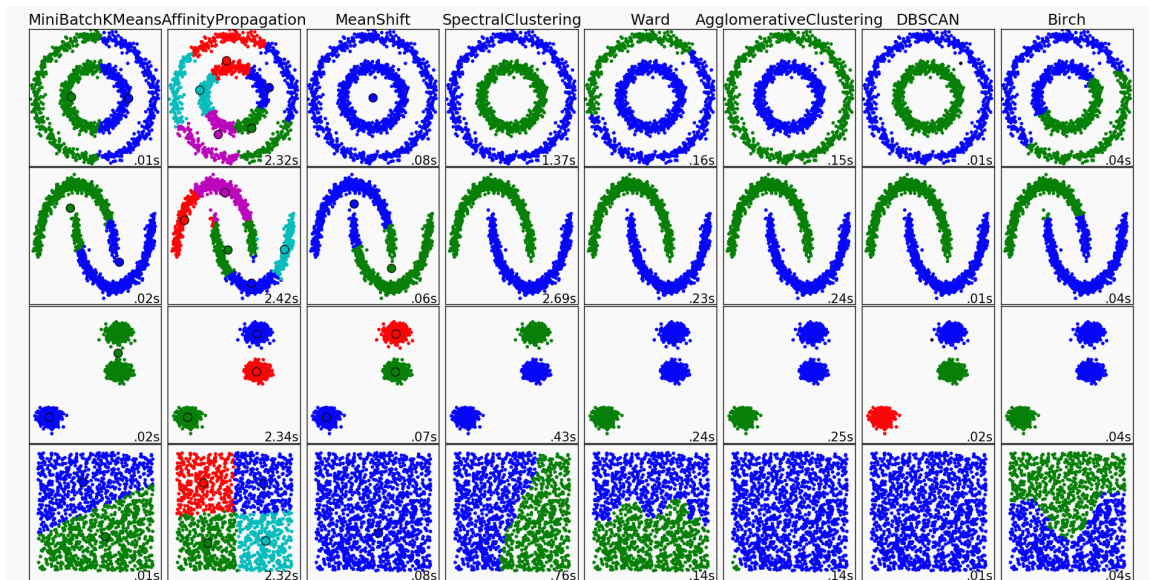 MiniBatchKMeans AffinityPropagation MeanShift SpectralClustering Ward AgglomerativeClustering DBSCAN Birch
.01s 2.32s .08s 1.37s .16s .15s .01s .04s
.02s 2.42s .06s 2.69s .23s .24s .01s .04s
.02s 2.34s .07s .43s .24s .25s .02s .04s
.01s 2.32s .08s .76s .14s .14s .01s .04s